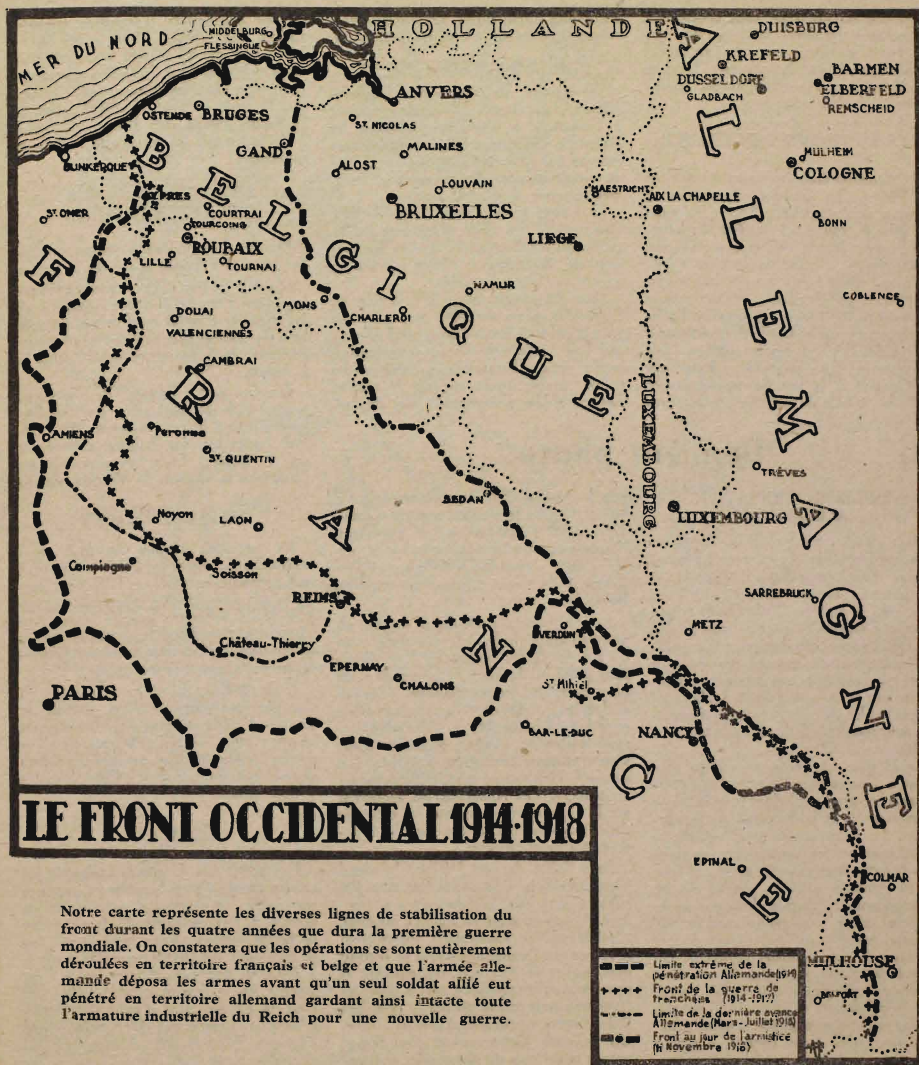 HOLLANDE
MER DU NORD
MIDDELBURG
FLESSINGUE
DUISBURG
KREFELD
DUSSELDORF
GLADBACH
BARMEN
ELBERFELD
REMSCHEID
ANVERS
OSTENDE
BRUGES
ST. NICOLAS
GAND
MALINES
MULHEIM
COLOGNE
DUNKERQUE
ALOST
LOUVAIN
BRUXELLES
MAESTRICHT
AIX LA CHAPELLE
BONN
BELGIQUE
ALLEMAGNE
FRANCE
ST. OMER
YPRES
COURTRAI
TOURCOING
ROUBAIX
LILLE
TOURNAI
LIEGE
NAMUR
COBLENCE
DOUAI
VALENCIENNES
MONS
CHARLEROI
CAMBRAI
LUXEMBOURG
AMIENS
Peronne
ST. QUENTIN
SEDAN
TRÈVES
Noyon
LAON
LUXEMBOURG
Compiegne
Soisson
REIMS
SARREBRUCK
Château-Thierry
VERDUN
METZ
EPERNAY
CHALONS
ST Mihiel
PARIS
BAR-LE-DUC
NANCY
LE FRONT OCCIDENTAL 1914-1918
EPINAL
COLMAR
MULHOUSE
BELFORT
Notre carte représente les diverses lignes de stabilisation du
front durant les quatre années que dura la première guerre
mondiale. On constatera que les opérations se sont entièrement
déroulées en territoire français et belge et que l'armée alle-
mande déposa les armes avant qu'un seul soldat allié eut
pénétré en territoire allemand gardant ainsi intacte toute
l'armature industrielle du Reich pour une nouvelle guerre.
Limite extrême de la
pénétration Allemande (1914)
Front de la guerre de
tranchées (1914-1917)
Limite de la dernière avance
Allemande (Mars-Juillet 1918)
Front au jour de l'armistice
(11 Novembre 1918)